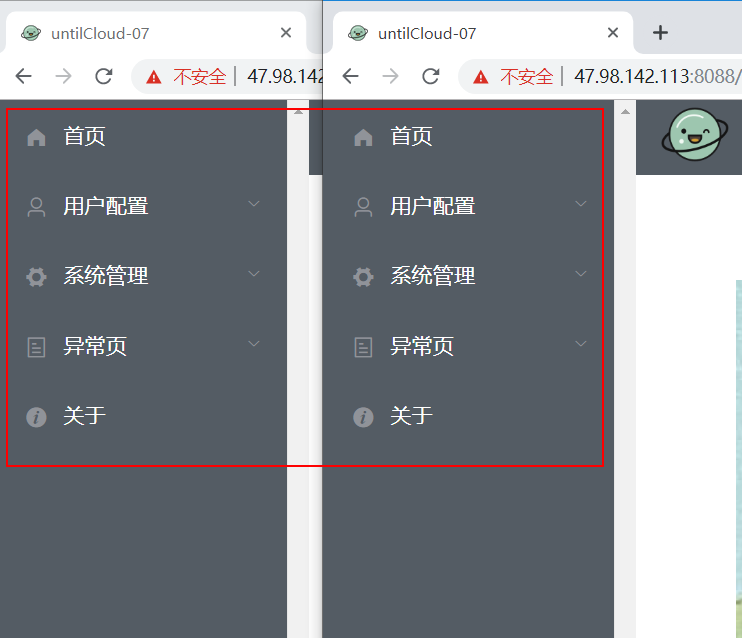 untilCloud-07
不安全 47.98.142
首页
用户配置
系统管理
异常页
关于
untilCloud-07
不安全 47.98.142.113:8088/
首页
用户配置
系统管理
异常页
关于